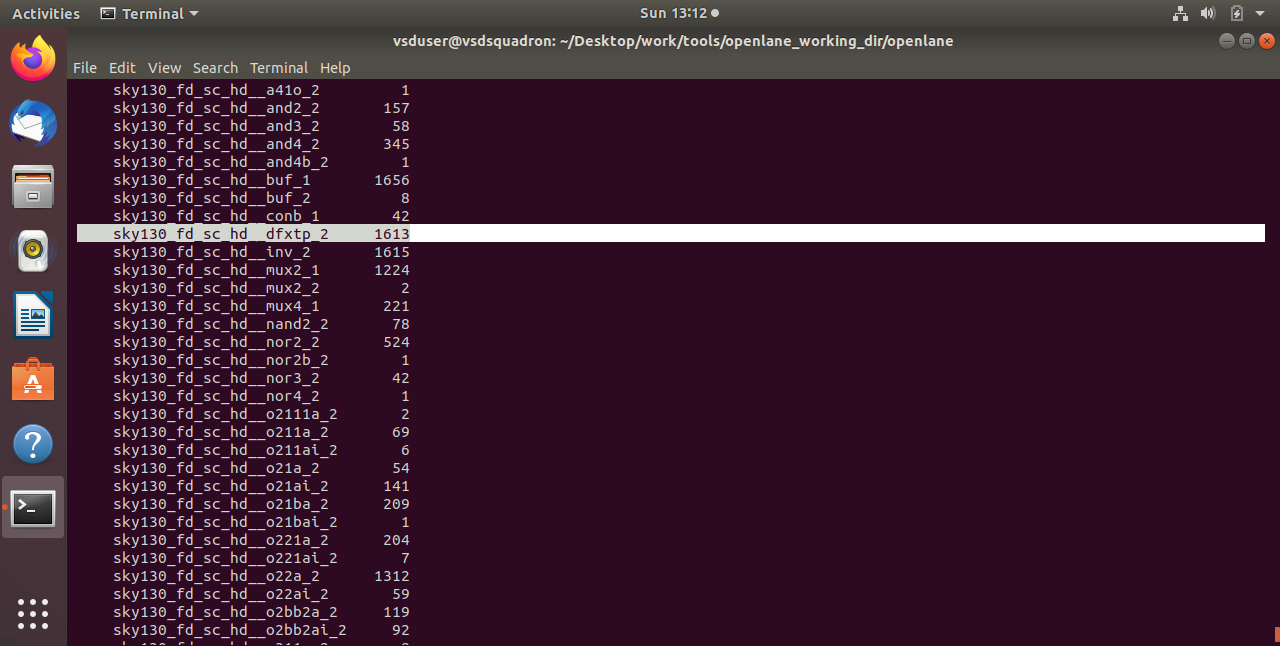 Activities Terminal Sun 13:12
vsduser@vsdsquadron: ~/Desktop/work/tools/openlane_working_dir/openlane
File Edit View Search Terminal Help
sky130_fd_sc_hd__a41o_2 1
sky130_fd_sc_hd__and2_2 157
sky130_fd_sc_hd__and3_2 58
sky130_fd_sc_hd__and4_2 345
sky130_fd_sc_hd__and4b_2 1
sky130_fd_sc_hd__buf_1 1656
sky130_fd_sc_hd__buf_2 8
sky130_fd_sc_hd__conb_1 42
sky130_fd_sc_hd__dfxtp_2 1613
sky130_fd_sc_hd__inv_2 1615
sky130_fd_sc_hd__mux2_1 1224
sky130_fd_sc_hd__mux2_2 2
sky130_fd_sc_hd__mux4_1 221
sky130_fd_sc_hd__nand2_2 78
sky130_fd_sc_hd__nor2_2 524
sky130_fd_sc_hd__nor2b_2 1
sky130_fd_sc_hd__nor3_2 42
sky130_fd_sc_hd__nor4_2 1
sky130_fd_sc_hd__o2111a_2 2
sky130_fd_sc_hd__o211a_2 69
sky130_fd_sc_hd__o211ai_2 6
sky130_fd_sc_hd__o21a_2 54
sky130_fd_sc_hd__o21ai_2 141
sky130_fd_sc_hd__o21ba_2 209
sky130_fd_sc_hd__o21bai_2 1
sky130_fd_sc_hd__o221a_2 204
sky130_fd_sc_hd__o221ai_2 7
sky130_fd_sc_hd__o22a_2 1312
sky130_fd_sc_hd__o22ai_2 59
sky130_fd_sc_hd__o2bb2a_2 119
sky130_fd_sc_hd__o2bb2ai_2 92